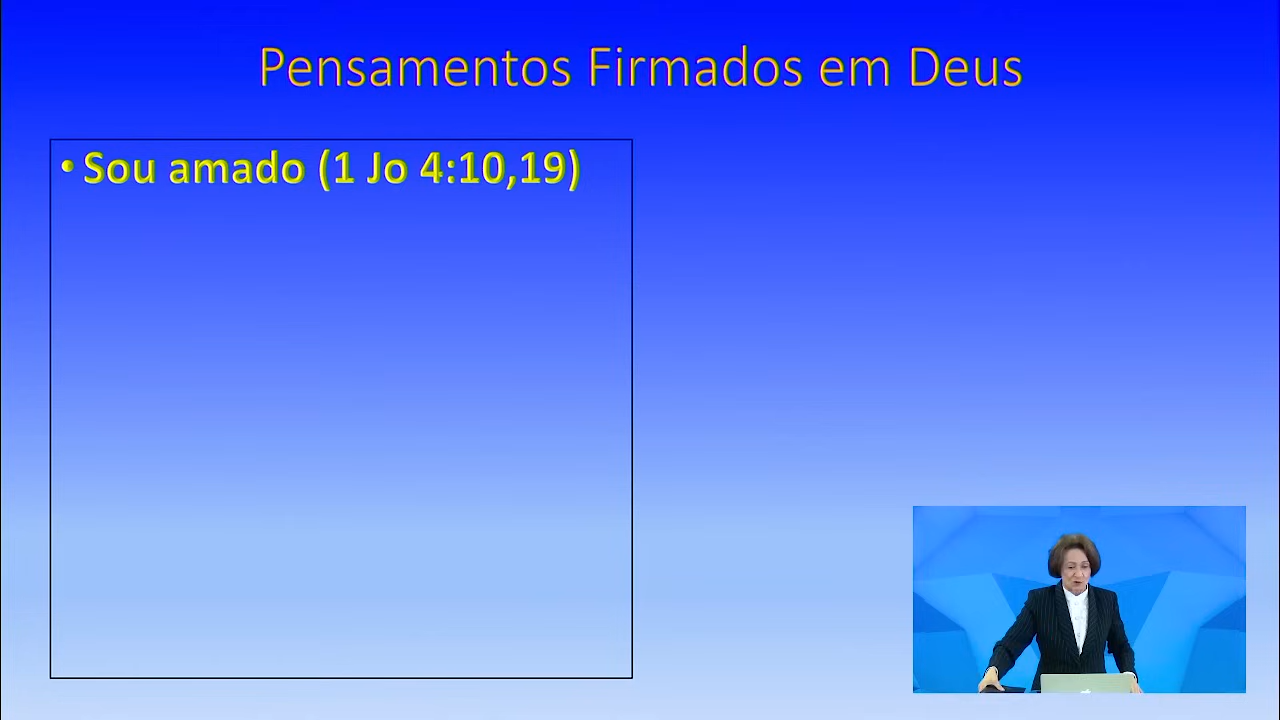 Pensamentos Firmados em Deus
• Sou amado (1 Jo 4:10,19)